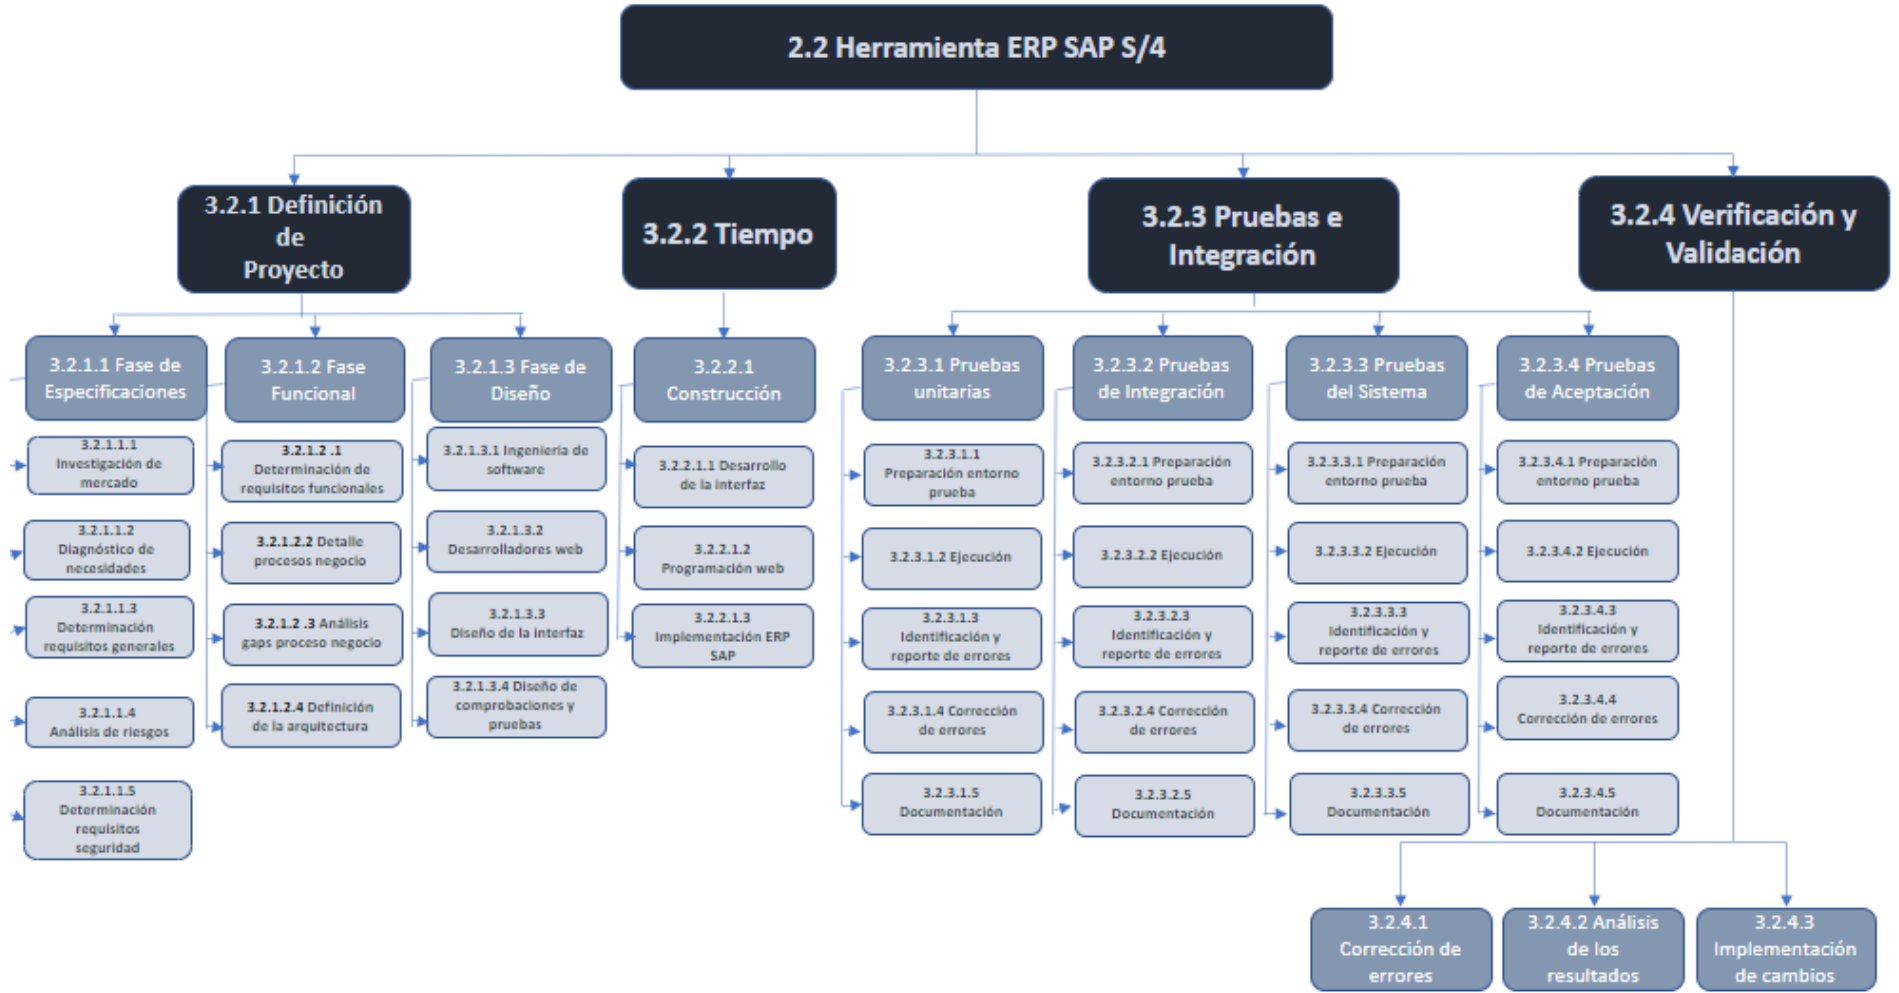 2.2 Herramienta ERP SAP S/4
3.2.1 Definición
de
Proyecto
3.2.2 Tiempo
3.2.3 Pruebas e
Integración
3.2.4 Verificación y
Validación
3.2.1.1 Fase de
Especificaciones
3.2.1.2 Fase
Funcional
3.2.1.3 Fase de
Diseño
3.2.2.1
Construcción
3.2.3.1 Pruebas
unitarias
3.2.3.2 Pruebas
de Integración
3.2.3.3 Pruebas
del Sistema
3.2.3.4 Pruebas
de Aceptación
3.2.1.1.1
Investigación de
mercado
3.2.1.1.2
Diagnóstico de
necesidades
3.2.1.1.3
Determinación
requisitos generales
3.2.1.1.4
Análisis de riesgos
3.2.1.1.5
Determinación
requisitos
seguridad
3.2.1.2 .1
Determinación de
requisitos funcionales
3.2.1.2.2 Detalle
procesos negocio
3.2.1.2 .3 Análisis
gaps proceso negocio
3.2.1.2.4 Definición
de la arquitectura
3.2.1.3.1 Ingeniería de
software
3.2.1.3.2
Desarrolladores web
3.2.1.3.3
Diseño de la interfaz
3.2.1.3.4 Diseño de
comprobaciones y
pruebas
3.2.2.1.1 Desarrollo
de la interfaz
3.2.2.1.2
Programación web
3.2.2.1.3
Implementación ERP
SAP
3.2.3.1.1
Preparación entorno
prueba
3.2.3.1.2 Ejecución
3.2.3.1.3
Identificación y
reporte de errores
3.2.3.1.4 Corrección
de errores
3.2.3.1.5
Documentación
3.2.3.2.1 Preparación
entorno prueba
3.2.3.2.2 Ejecución
3.2.3.2.3
Identificación y
reporte de errores
3.2.3.2.4 Corrección
de errores
3.2.3.2.5
Documentación
3.2.3.3.1 Preparación
entorno prueba
3.2.3.3.2 Ejecución
3.2.3.3.3
Identificación y
reporte de errores
3.2.3.3.4 Corrección
de errores
3.2.3.3.5
Documentación
3.2.3.4.1 Preparación
entorno prueba
3.2.3.4.2 Ejecución
3.2.3.4.3
Identificación y
reporte de errores
3.2.3.4.4
Corrección de errores
3.2.3.4.5
Documentación
3.2.4.1
Corrección de
errores
3.2.4.2 Análisis
de los
resultados
3.2.4.3
Implementación
de cambios